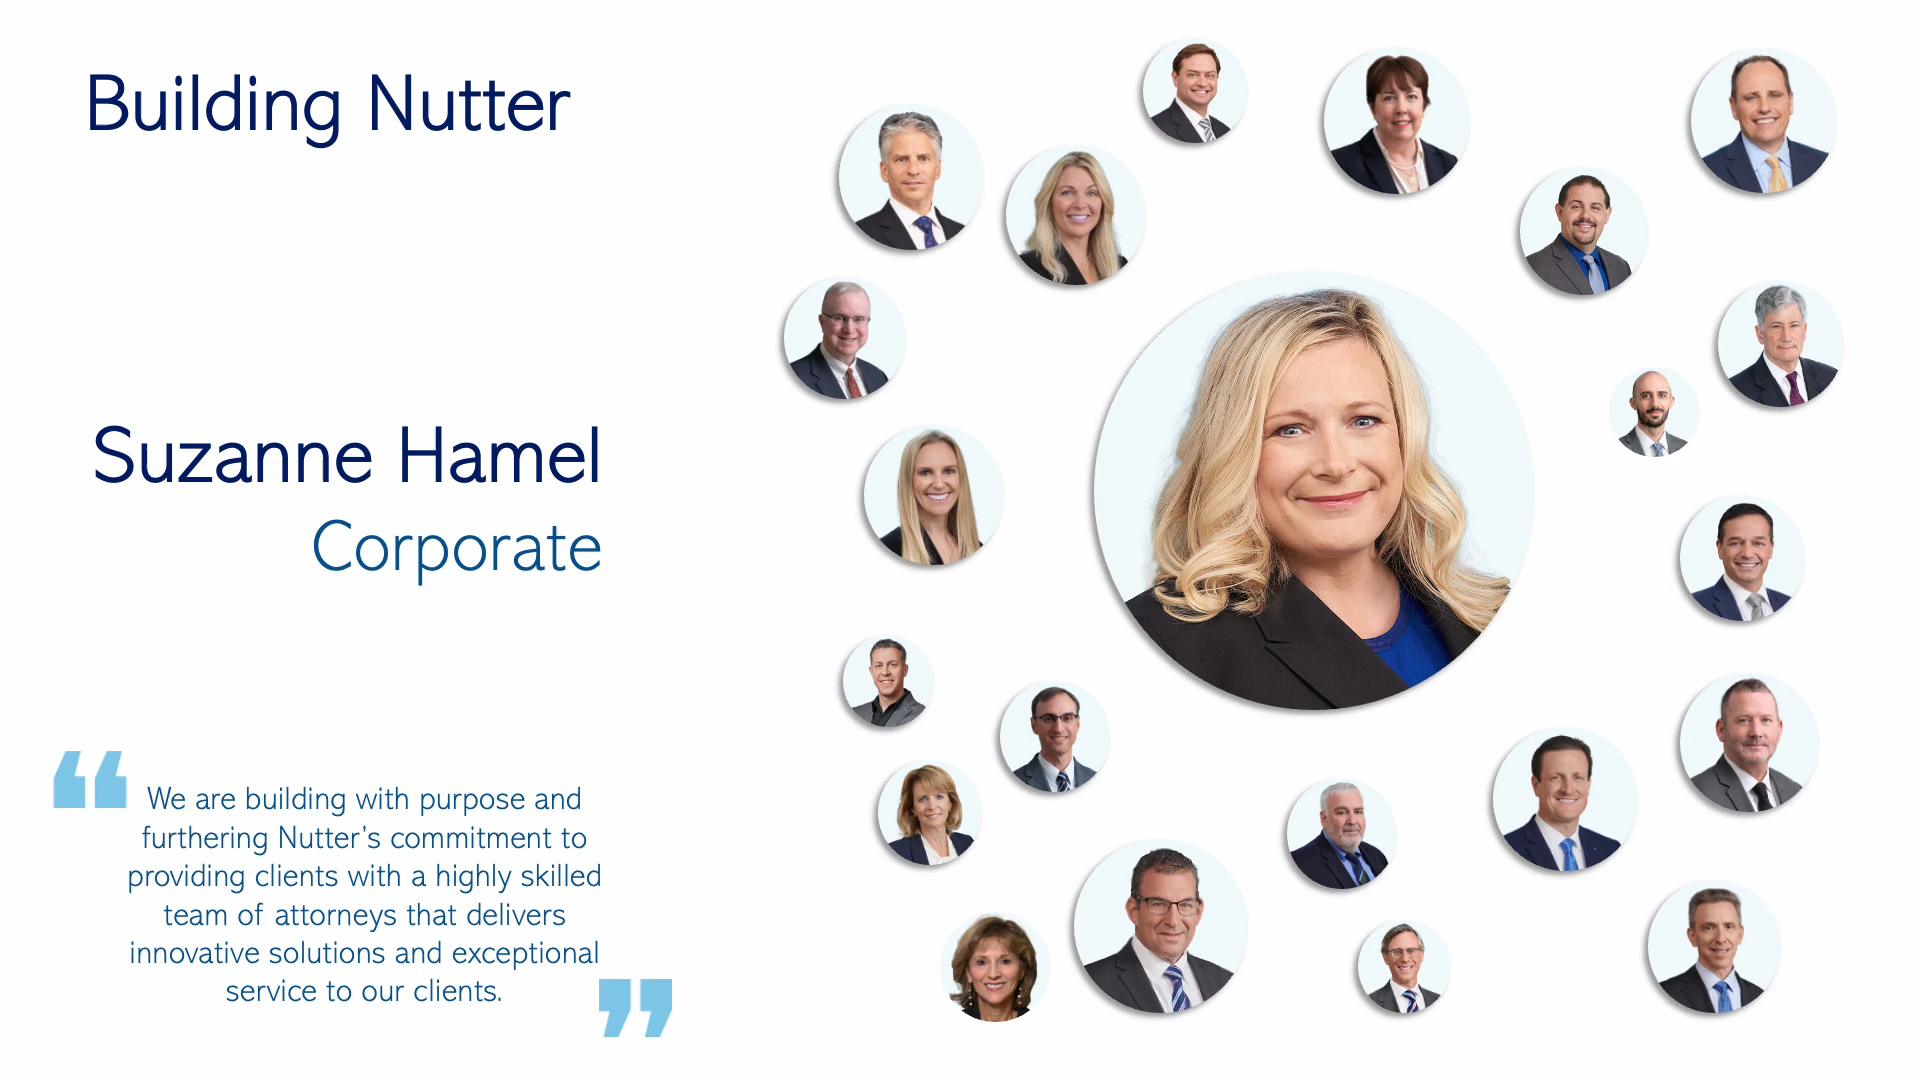 Building Nutter
Suzanne Hamel
Corporate
“ We are building with purpose and
furthering Nutter’s commitment to
providing clients with a highly skilled
team of attorneys that delivers
innovative solutions and exceptional
service to our clients. ”